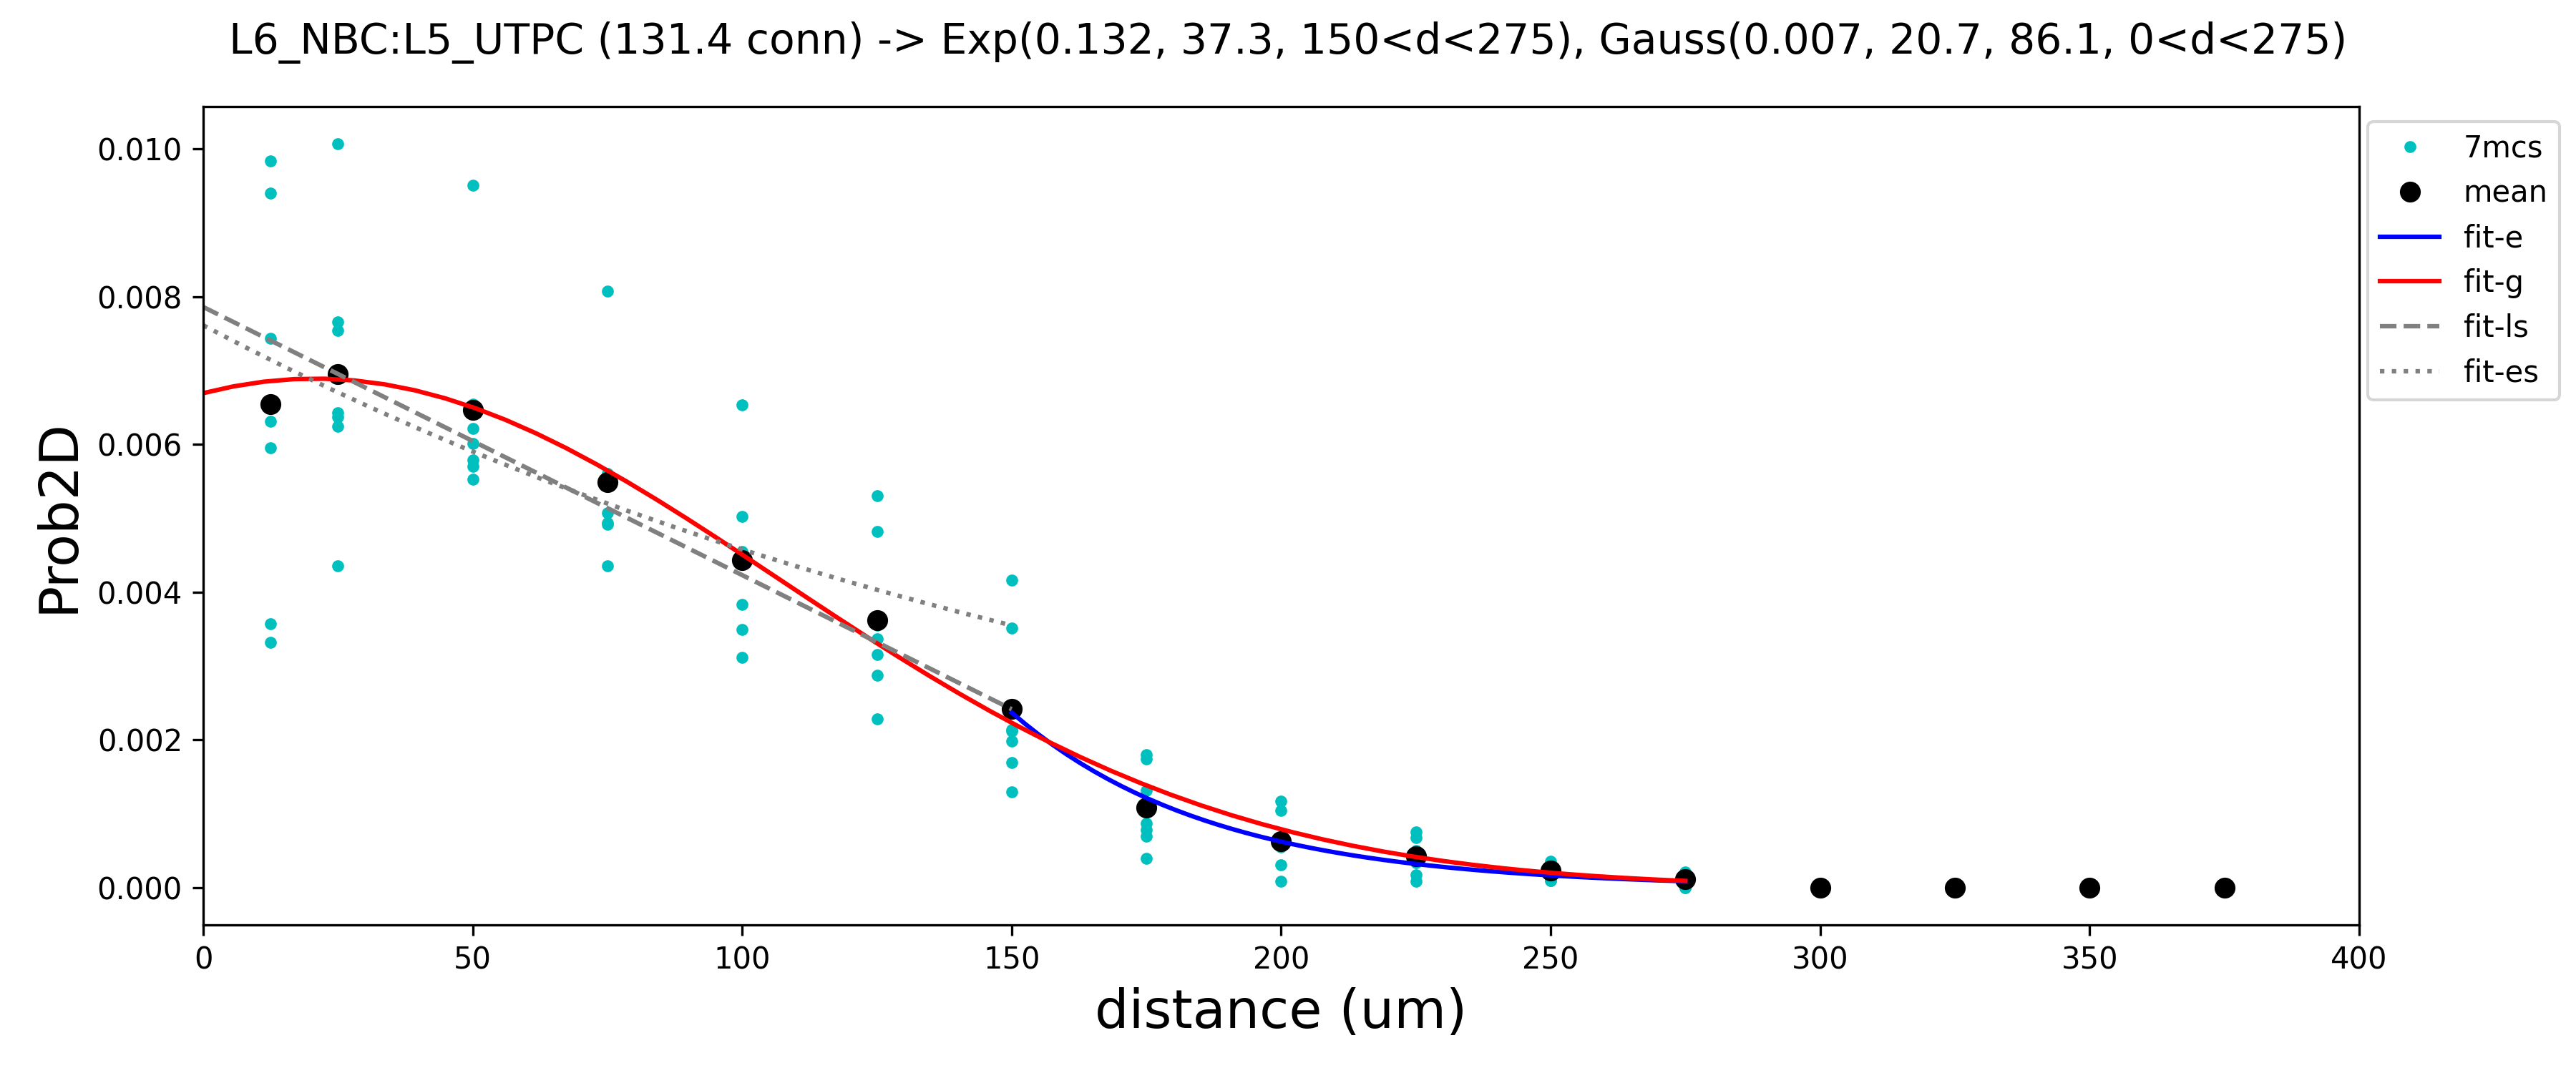 L6_NBC:L5_UTPC (131.4 conn) -> Exp(0.132, 37.3, 150<d<275), Gauss(0.007, 20.7, 86.1, 0<d<275)
0.010
0.008
0.006
0.004
0.002
0.000
Prob2D
0 50 100 150 200 250 300 350 400
distance (um)
7mcs
mean
fit-e
fit-g
fit-ls
fit-es